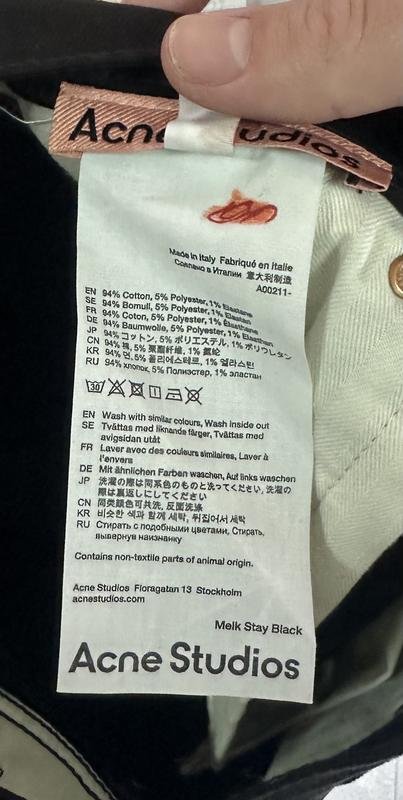 Acne Studios
Made in Italy Fabriqué en Italie
Сделано в Италии 意大利制造
A00211-
EN 94% Cotton, 5% Polyester, 1% Elastane
SE 94% Bomull, 5% Polyester, 1% Elastan
FR 94% Coton, 5% Polyester, 1% Élasthane
DE 94% Baumwolle, 5% Polyester, 1% Elasthan
JP 94% コットン, 5% ポリエステル, 1% ポリウレタン
CN 94% 棉, 5% 聚酯纤维, 1% 氨纶
KR 94% 면, 5% 폴리에스테르, 1% 엘라스틴
RU 94% хлопок, 5% Полиэстер, 1% эластан
30
EN Wash with similar colours, Wash inside out
SE Tvättas med liknande färger, Tvättas med
avigsidan utåt
FR Laver avec des couleurs similaires, Laver à
l'envers
DE Mit ähnlichen Farben waschen, Auf links waschen
JP 洗濯の際は同系色のものと洗ってください, 洗濯の
際は裏返しにしてください
CN 同类颜色可共洗, 反面洗涤
KR 비슷한 색과 함께 세탁, 뒤집어서 세탁
RU Стирать с подобными цветами, Стирать,
вывернув наизнанку
Contains non-textile parts of animal origin.
Acne Studios Floragatan 13 Stockholm
acnestudios.com
Melk Stay Black
Acne Studios